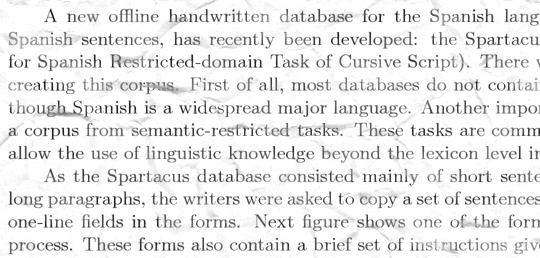 A new offline handwritten database for the Spanish lang
Spanish sentences, has recently been developed: the Spartacu
for Spanish Restricted-domain Task of Cursive Script). There
creating this corpus. First of all, most databases do not contai
though Spanish is a widespread major language. Another impor
a corpus from semantic-restricted tasks. These tasks are comm
allow the use of linguistic knowledge beyond the lexicon level in
As the Spartacus database consisted mainly of short sente
long paragraphs, the writers were asked to copy a set of sentences
one-line fields in the forms. Next figure shows one of the form
process. These forms also contain a brief set of instructions give